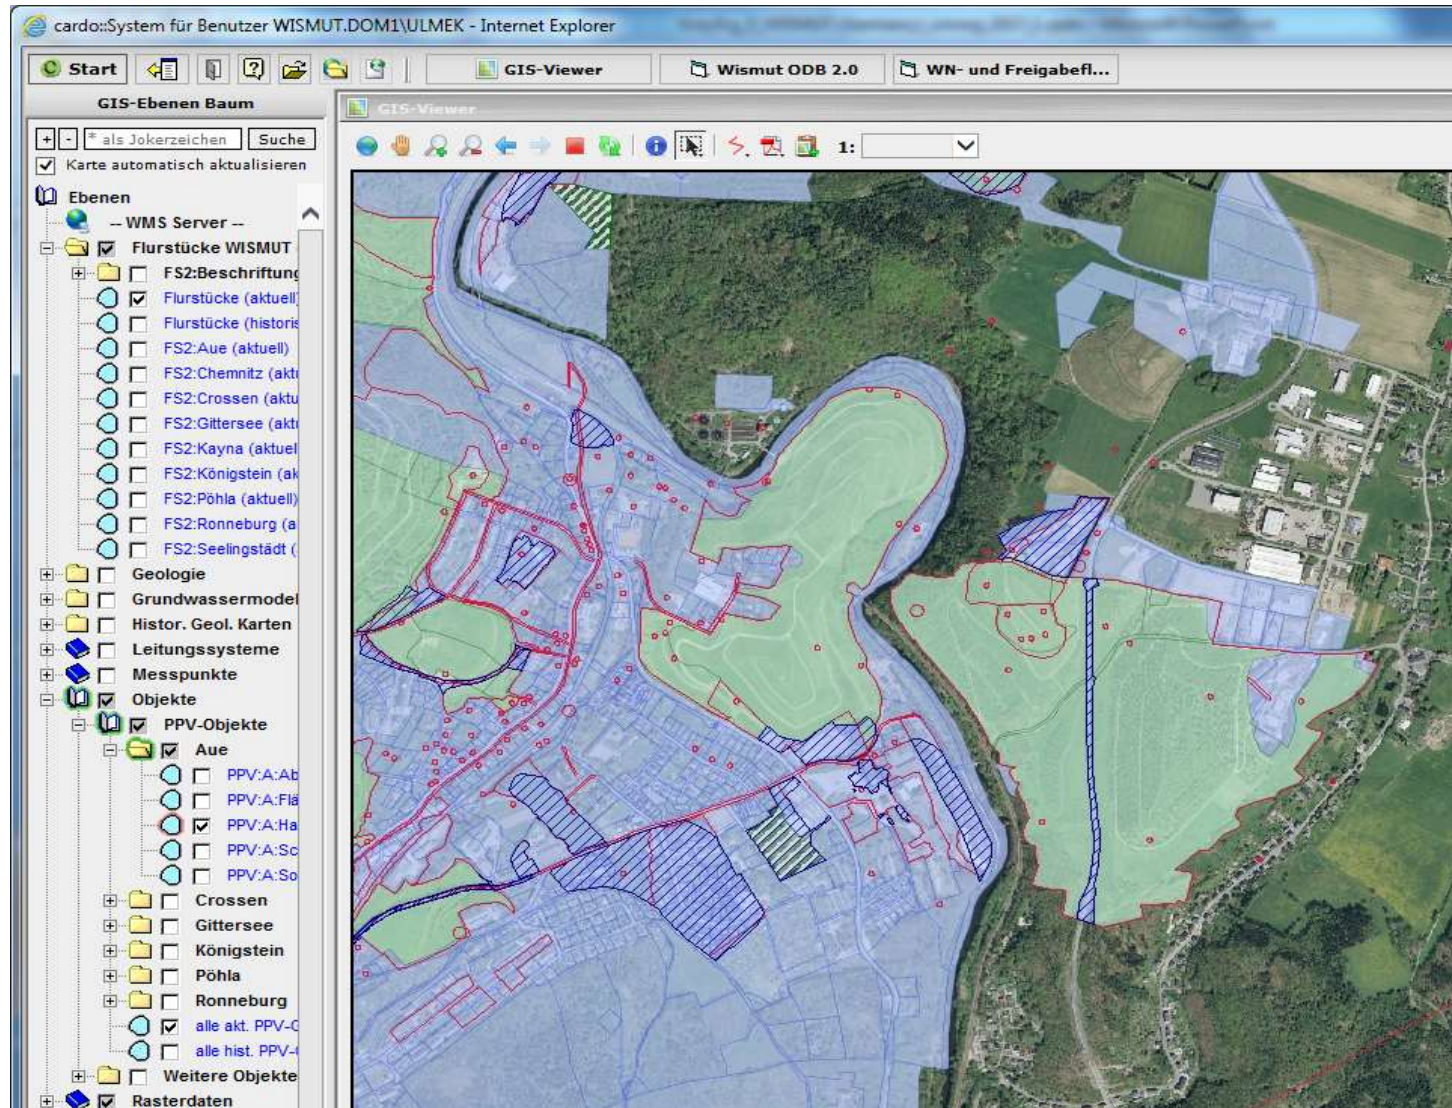 cardo::System für Benutzer WISMUT.DOM1\ULMEK - Internet Explorer
Start GIS-Viewer Wismut ODB 2.0 WN- und Freigabefl...
GIS-Ebenen Baum
GIS-Viewer
+ - * als Jokerzeichen Suche
1:
Karte automatisch aktualisieren
Ebenen
-- WMS Server --
Flurstücke WISMUT
FS2:Beschriftung
Flurstücke (aktuell)
Flurstücke (historis
FS2:Aue (aktuell)
FS2:Chemnitz (aktu
FS2:Crossen (aktu
FS2:Gittersee (aktu
FS2:Kayna (aktuel
FS2:Königstein (ak
FS2:Pöhla (aktuell)
FS2:Ronneburg (a
FS2:Seelingstädt (
Geologie
Grundwassermodel
Histor. Geol. Karten
Leitungssysteme
Messpunkte
Objekte
PPV-Objekte
Aue
PPV:A:Ab
PPV:A:Flä
PPV:A:Ha
PPV:A:Sc
PPV:A:So
Crossen
Gittersee
Königstein
Pöhla
Ronneburg
alle akt. PPV-O
alle hist. PPV-
Weitere Objekte
Rasterdaten